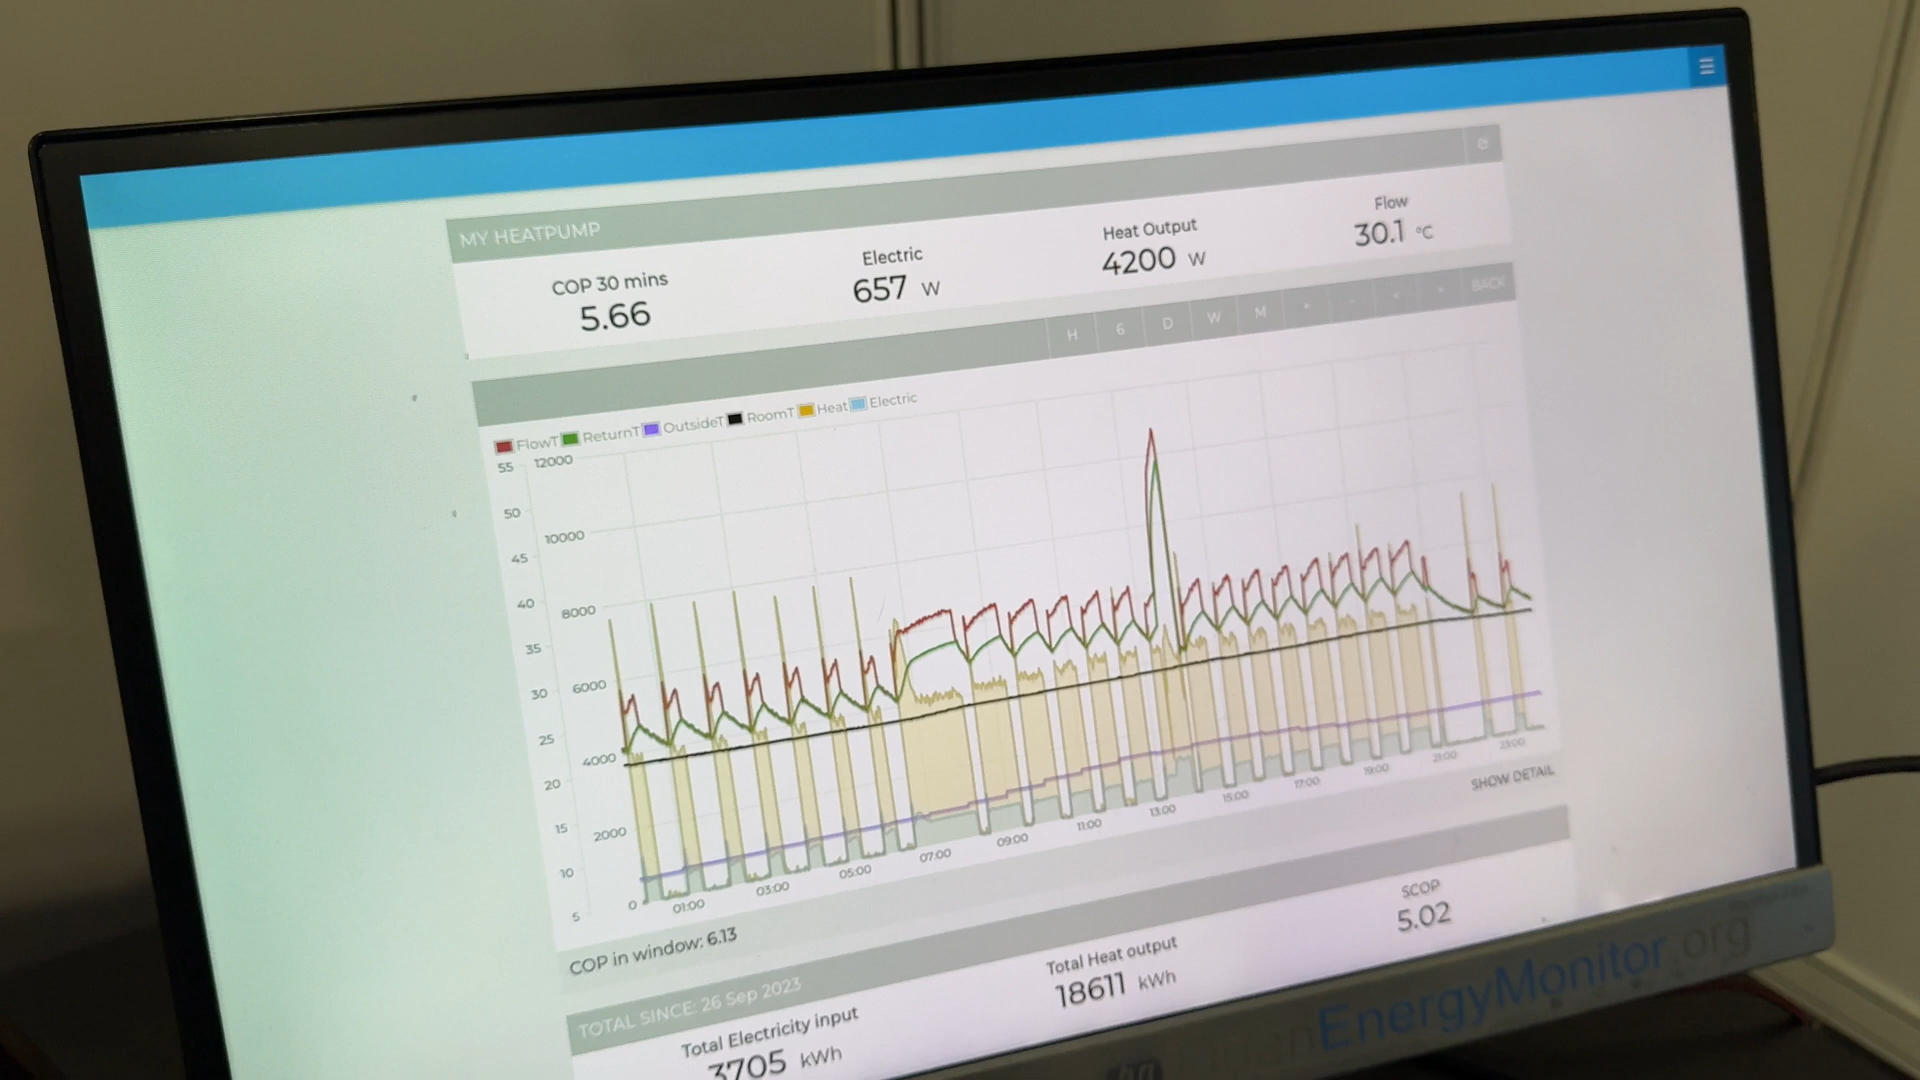 MY HEATPUMP
COP 30 mins Electric Heat Output Flow
5.66 657 W 4200 W 30.1 °C
H 6 D W M + - < > BACK
FlowT ReturnT OutsideT RoomT Heat Electric
55 12000
50
10000
45
40 8000
35
30 6000
25
4000
20
15 2000
10
5 0
01:00 03:00 05:00 07:00 09:00 11:00 13:00 15:00 17:00 19:00 21:00 23:00
COP in window: 6.13 SHOW DETAIL
TOTAL SINCE: 26 Sep 2023
Total Electricity input Total Heat output SCOP
3705 kWh 18611 kWh 5.02
EnergyMonitor.org
hp